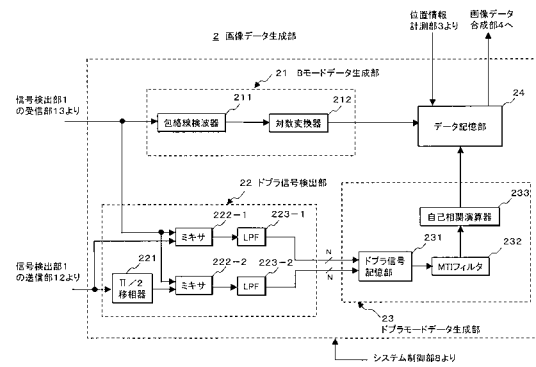 2 画像データ生成部
位置情報
計測部3より
画像データ
合成部4へ
21 Bモードデータ生成部
信号検出部1
の受信部13より
211
包絡線検波器
212
対数変換器
24
データ記憶部
22 ドプラ信号検出部
222-1
ミキサ
223-1
LPF
233
自己相関演算器
信号検出部1
の送信部12より
221
Π/2
移相器
222-2
ミキサ
223-2
LPF
N
N
231
ドプラ信号
記憶部
232
MTIフィルタ
23
ドプラモードデータ生成部
システム制御部8より